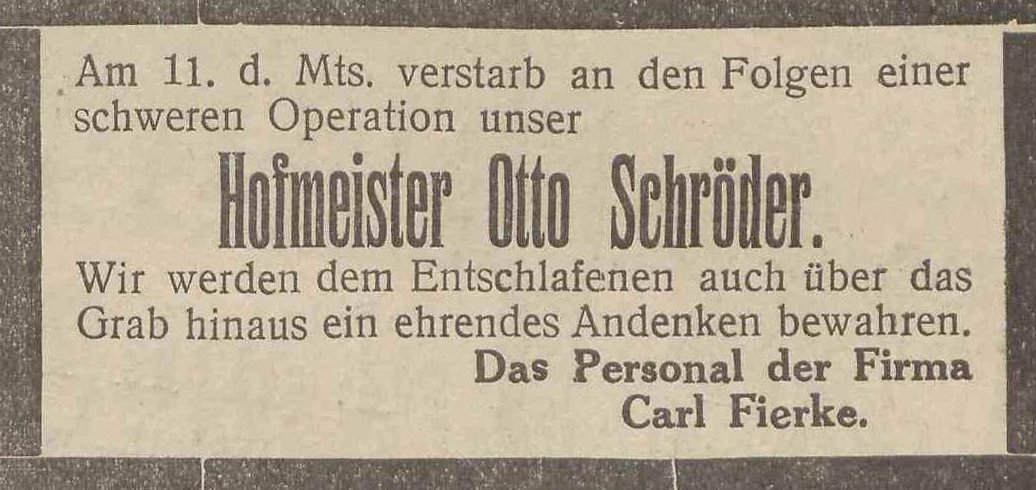 Am 11. d. Mts. verstarb an den Folgen einer
schweren Operation unser
Hofmeister Otto Schröder.
Wir werden dem Entschlafenen auch über das
Grab hinaus ein ehrendes Andenken bewahren.
Das Personal der Firma
Carl Fierke.